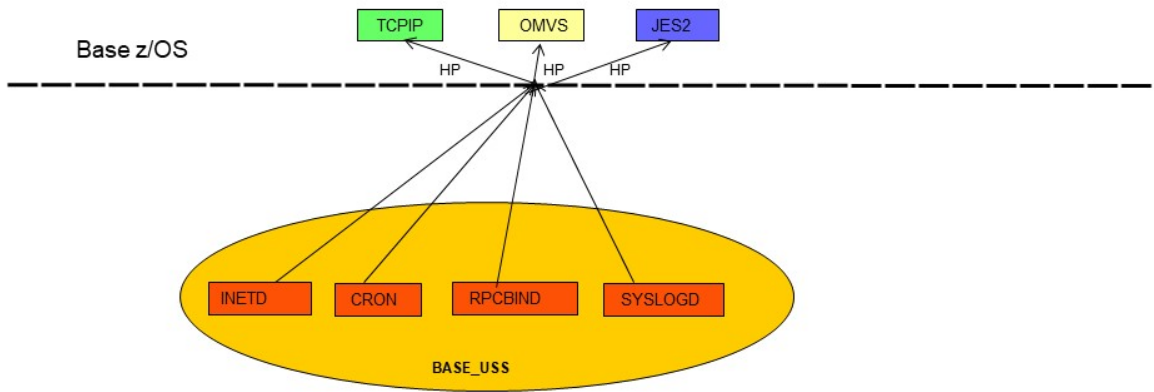 TCPIP
OMVS
JES2
Base z/OS
HP
HP
HP
INETD
CRON
RPCBIND
SYSLOGD
BASE_USS